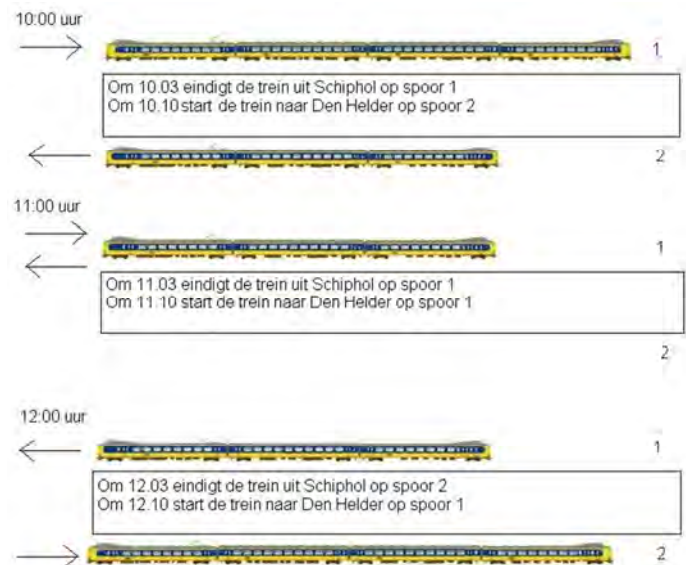 10:00 uur
1
Om 10.03 eindigt de trein uit Schiphol op spoor 1
Om 10.10 start de trein naar Den Helder op spoor 2
2
11:00 uur
1
Om 11.03 eindigt de trein uit Schiphol op spoor 1
Om 11.10 start de trein naar Den Helder op spoor 1
2
12:00 uur
1
Om 12.03 eindigt de trein uit Schiphol op spoor 2
Om 12.10 start de trein naar Den Helder op spoor 1
2